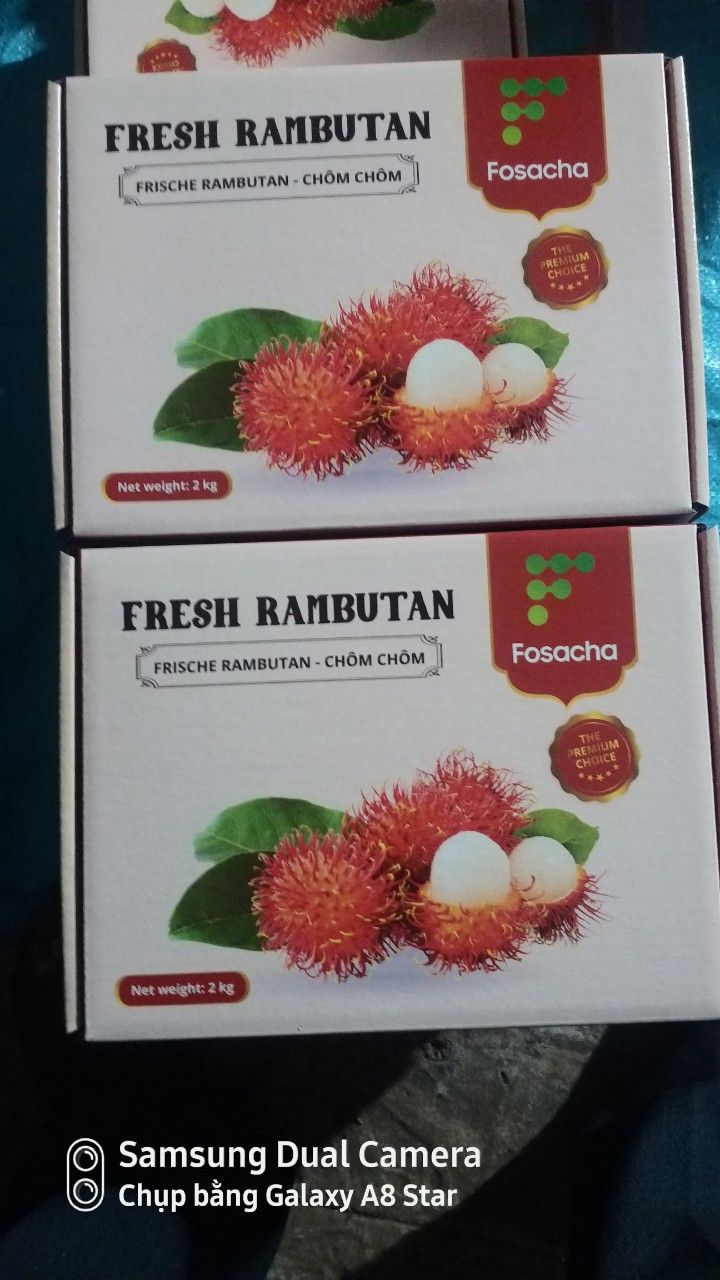 FRESH RAMBUTAN
FRISCHE RAMBUTAN - CHÔM CHÔM
Fosacha
THE
PREMIUM
CHOICE
Net weight: 2 kg
FRESH RAMBUTAN
FRISCHE RAMBUTAN - CHÔM CHÔM
Fosacha
THE
PREMIUM
CHOICE
Net weight: 2 kg
Samsung Dual Camera
Chụp bằng Galaxy A8 Star